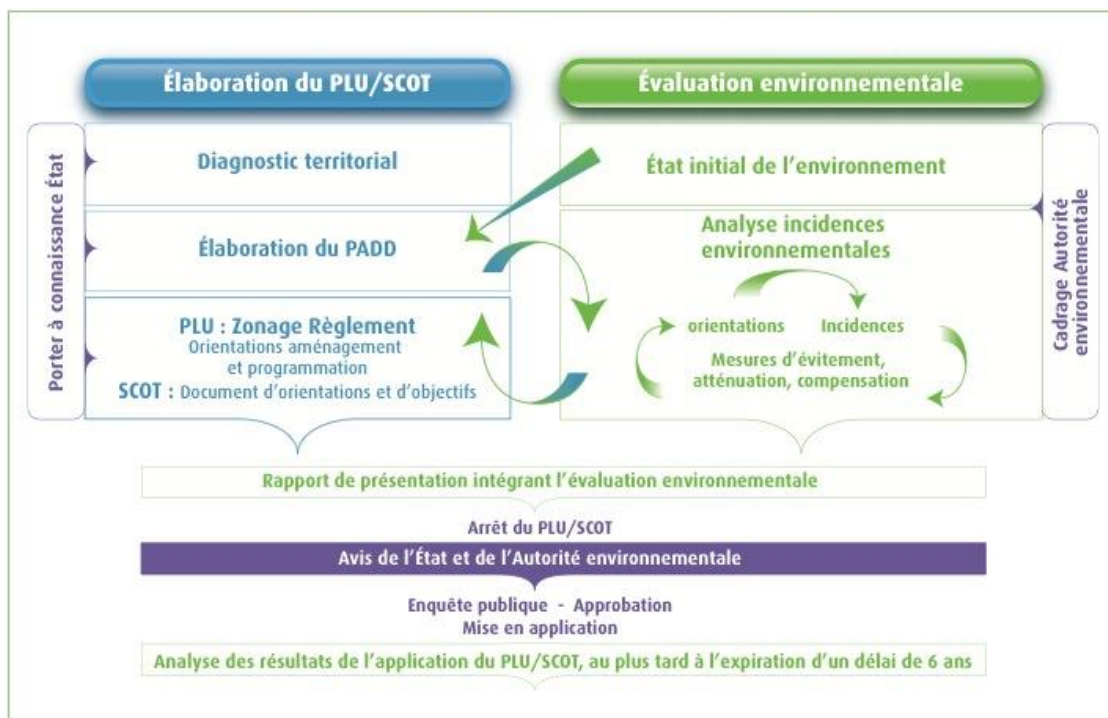 Élaboration du PLU/SCOT
Évaluation environnementale
Porter à connaissance État
Diagnostic territorial
État initial de l'environnement
Cadrage Autorité
environnementale
Élaboration du PADD
Analyse incidences
environnementales
PLU : Zonage Règlement
Orientations aménagement
et programmation
SCOT : Document d'orientations et d'objectifs
orientations
Incidences
Mesures d'évitement,
atténuation, compensation
Rapport de présentation intégrant l'évaluation environnementale
Arrêt du PLU/SCOT
Avis de l'État et de l'Autorité environnementale
Enquête publique - Approbation
Mise en application
Analyse des résultats de l'application du PLU/SCOT, au plus tard à l'expiration d'un délai de 6 ans